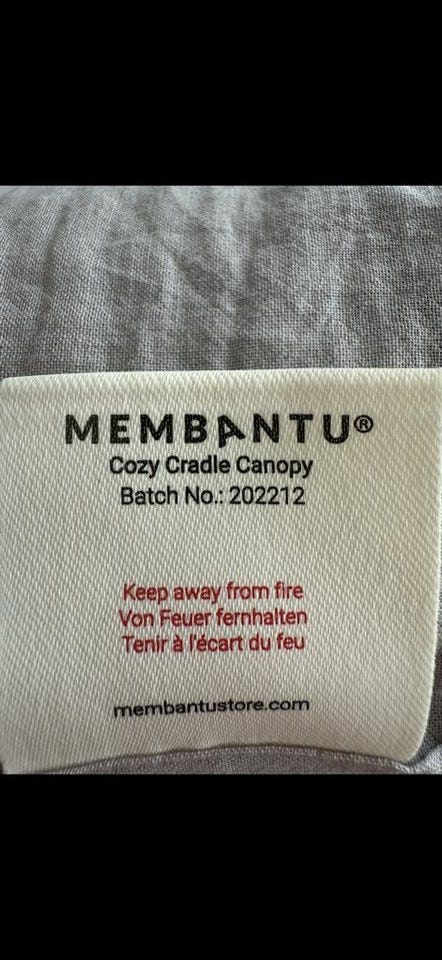 MEMBANTU®
Cozy Cradle Canopy
Batch No.: 202212
Keep away from fire
Von Feuer fernhalten
Tenir à l'écart du feu
membantustore.com